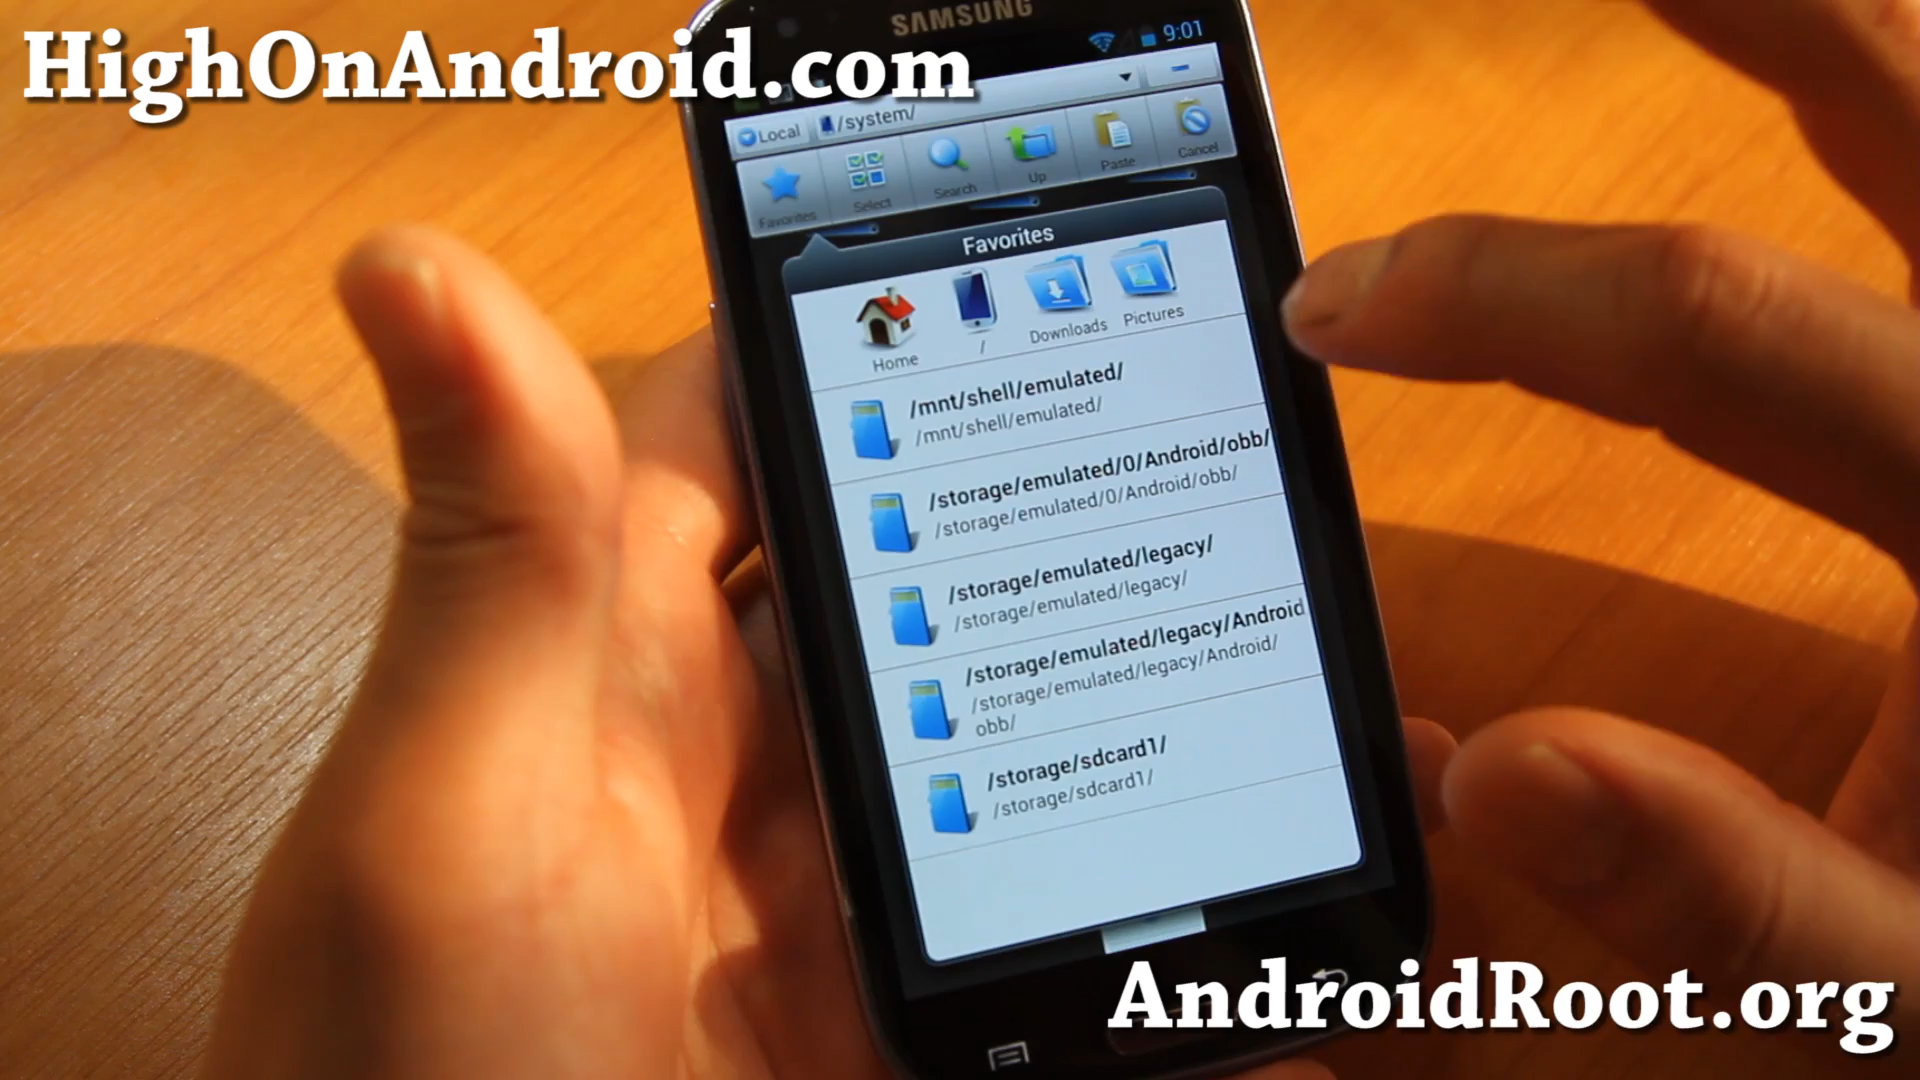 SAMSUNG
HighOnAndroid.com
9:01
Local
/system/
Favorites
Select
Search
Up
Paste
Cancel
Favorites
Home
/
Downloads
Pictures
/mnt/shell/emulated/
/mnt/shell/emulated/
/storage/emulated/0/Android/obb/
/storage/emulated/0/Android/obb/
/storage/emulated/legacy/
/storage/emulated/legacy/
/storage/emulated/legacy/Android
/storage/emulated/legacy/Android/
obb/
/storage/sdcard1/
/storage/sdcard1/
AndroidRoot.org